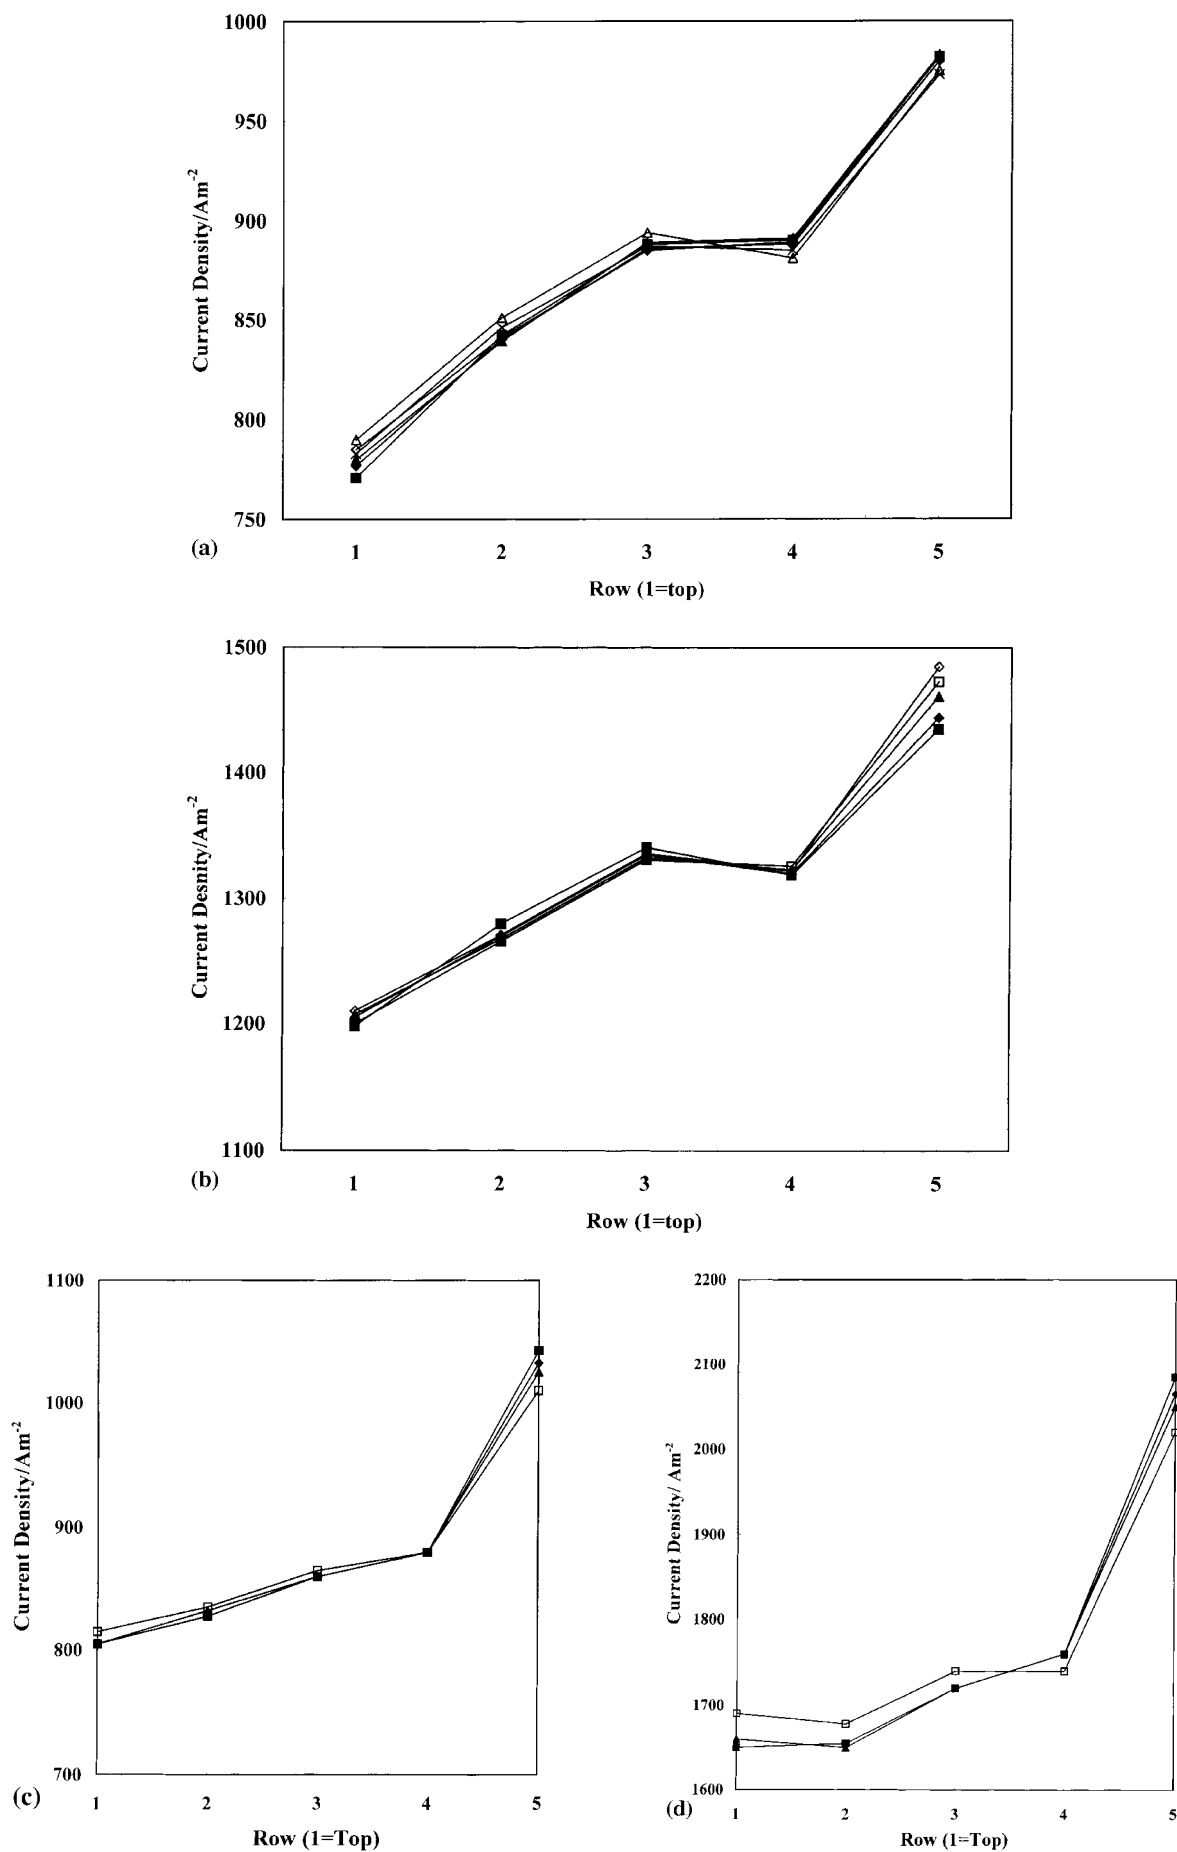 1000
950
900
850
800
750
Current Density/Am-2
(a)
1 2 3 4 5
Row (1=top)
1500
1400
1300
1200
1100
Current Desnity/Am-2
(b)
1 2 3 4 5
Row (1=top)
1100
1000
900
800
700
Current Density/Am-2
(c)
1 2 3 4 5
Row (1=Top)
2200
2100
2000
1900
1800
1700
1600
Current Density/ Am-2
(d)
1 2 3 4 5
Row (1=Top)